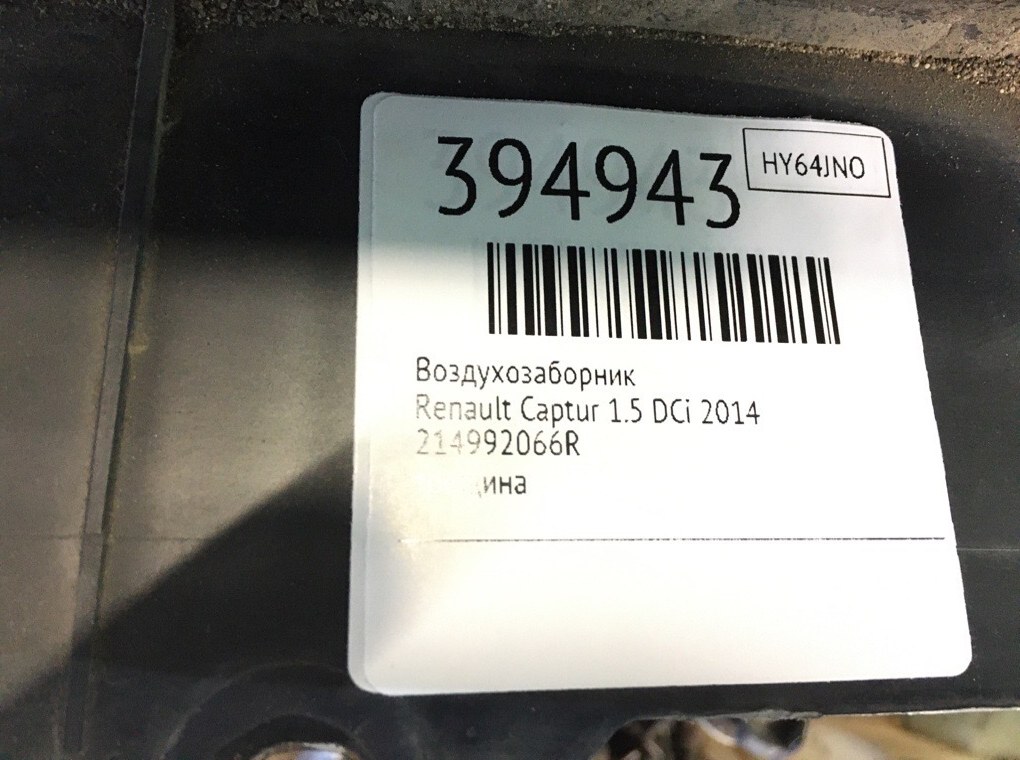 394943
HY64JNO
Воздухозаборник
Renault Captur 1.5 DCi 2014
214992066R